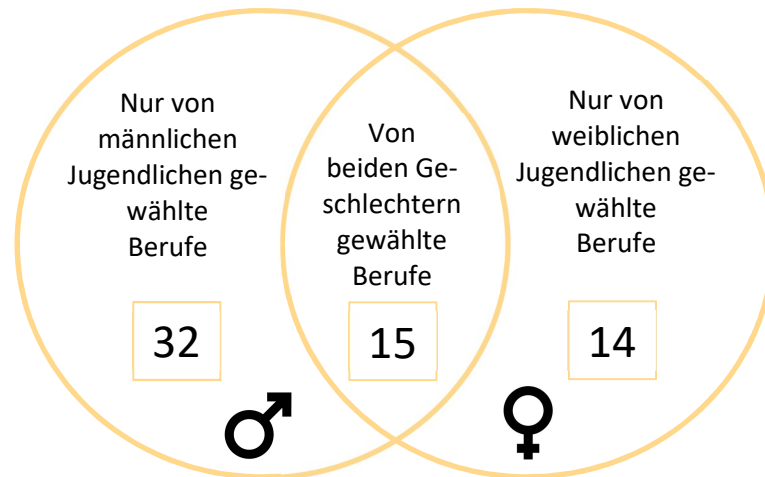 Nur von
männlichen
Jugendlichen ge-
wählte
Berufe
32
Von
beiden Ge-
schlechtern
gewählte
Berufe
15
Nur von
weiblichen
Jugendlichen ge-
wählte
Berufe
14